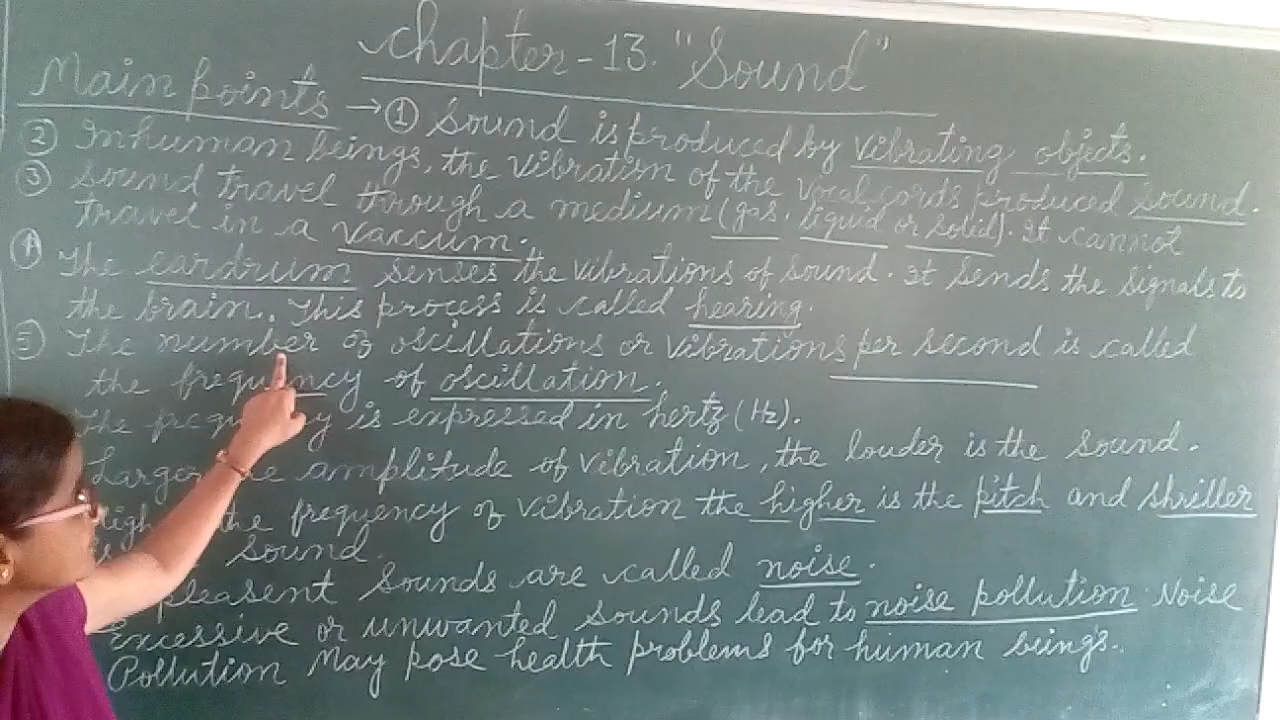 Chapter-13. "Sound"
Main points → ① Sound is produced by vibrating objects.
② In human beings, the vibration of the vocal cords produced sound.
③ Sound travel through a medium (gas, liquid or solid). It cannot
travel in a vaccum.
④ The eardrum senses the vibrations of sound. It sends the signals to
the brain. This process is called hearing.
⑤ The number of oscillations or vibrations per second is called
the frequency of oscillation.
The is expressed in hertz (Hz).
amplitude of vibration, the louder is the sound.
the frequency of vibration the higher is the pitch and shriller
sound.
pleasent sounds are called noise.
Excessive or unwanted sounds lead to noise pollution. Noise
Pollution May pose health problems for human beings.